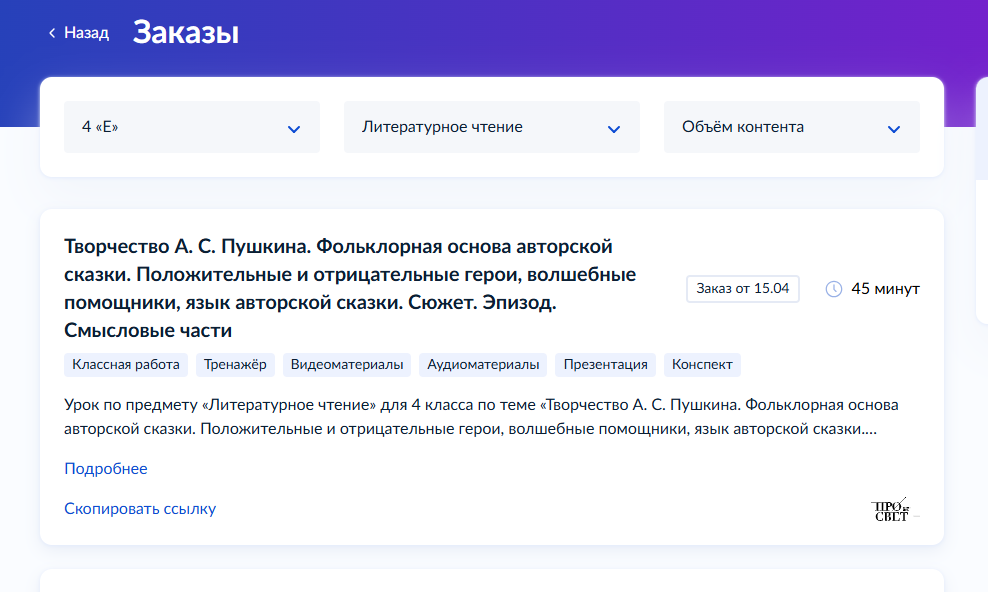 Назад Заказы
4 «Е» Литературное чтение Объём контента
Творчество А. С. Пушкина. Фольклорная основа авторской
сказки. Положительные и отрицательные герои, волшебные
помощники, язык авторской сказки. Сюжет. Эпизод.
Смысловые части
Заказ от 15.04 45 минут
Классная работа Тренажёр Видеоматериалы Аудиоматериалы Презентация Конспект
Урок по предмету «Литературное чтение» для 4 класса по теме «Творчество А. С. Пушкина. Фольклорная основа
авторской сказки. Положительные и отрицательные герои, волшебные помощники, язык авторской сказки....
Подробнее
Скопировать ссылку
ПРО
СВЕТ